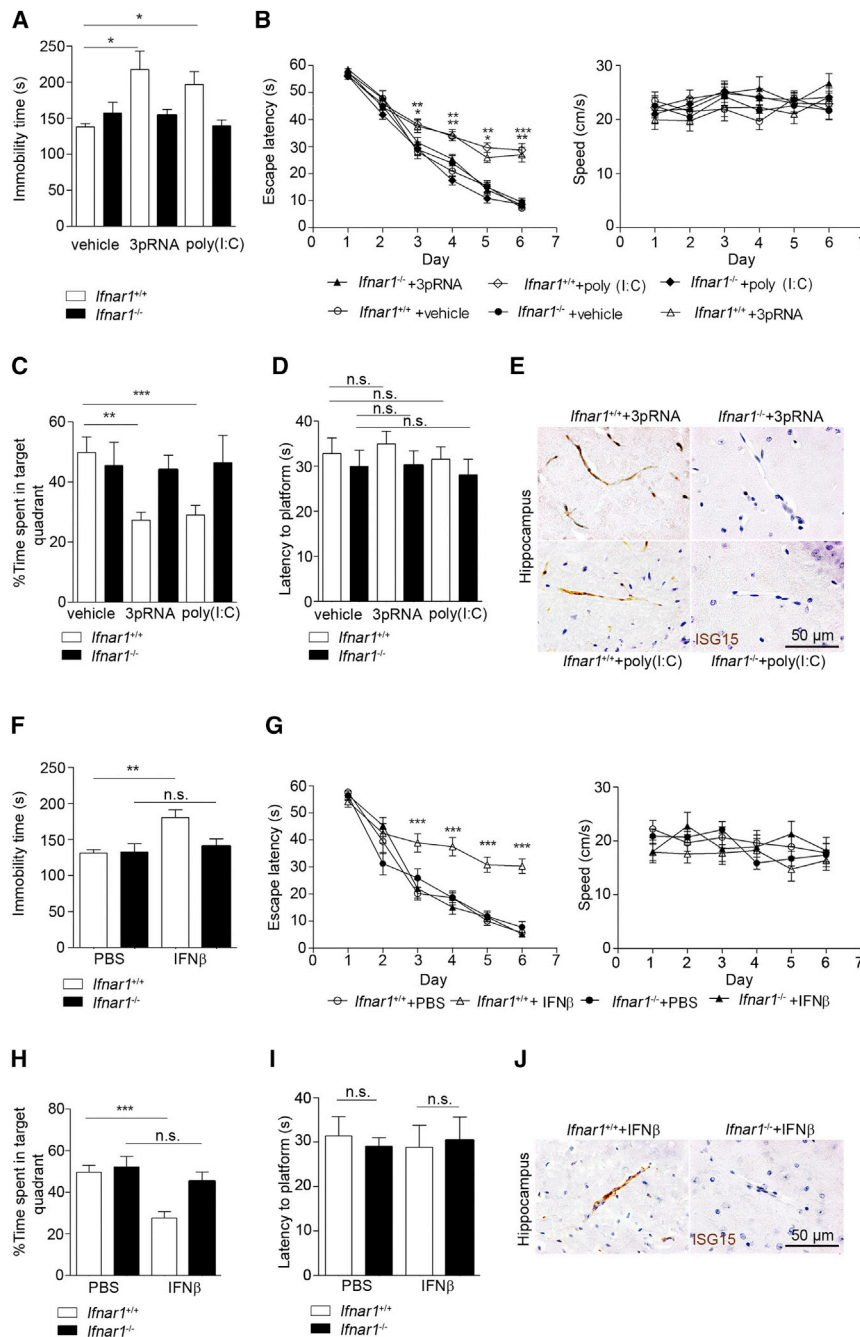 A
*
*
Immobility time (s)
250
200
150
100
50
0
vehicle 3pRNA poly(I:C)
Ifnar1+/+
Ifnar1-/-
B
Escape latency (s)
60
50
40
30
20
10
0
**
*
**
**
**
*
***
**
0 1 2 3 4 5 6 7
Day
Speed (cm/s)
30
20
10
0
0 1 2 3 4 5 6 7
Day
Ifnar1-/-+3pRNA Ifnar1+/++poly (I:C) Ifnar1-/-+poly (I:C)
Ifnar1+/++vehicle Ifnar1-/-+vehicle Ifnar1+/++3pRNA
C
***
**
%Time spent in target
quadrant
60
40
20
0
vehicle 3pRNA poly(I:C)
Ifnar1+/+
Ifnar1-/-
D
n.s.
n.s.
n.s.
n.s.
Latency to platform (s)
40
30
20
10
0
vehicle 3pRNA poly(I:C)
Ifnar1+/+
Ifnar1-/-
E
Ifnar1+/++3pRNA Ifnar1-/-+3pRNA
Hippocampus
ISG15
50 µm
Ifnar1+/++poly(I:C) Ifnar1-/-+poly(I:C)
F
**
n.s.
Immobility time (s)
250
200
150
100
50
0
PBS IFNβ
Ifnar1+/+
Ifnar1-/-
G
Escape latency (s)
60
50
40
30
20
10
0
*** *** *** ***
0 1 2 3 4 5 6 7
Day
Speed (cm/s)
30
20
10
0
0 1 2 3 4 5 6 7
Day
Ifnar1+/++PBS Ifnar1+/++ IFNβ Ifnar1-/-+PBS Ifnar1-/-+IFNβ
H
***
n.s.
%Time spent in target
quadrant
80
60
40
20
0
PBS IFNβ
Ifnar1+/+
Ifnar1-/-
I
n.s. n.s.
Latency to platform (s)
40
30
20
10
0
PBS IFNβ
Ifnar1+/+
Ifnar1-/-
J
Ifnar1+/++IFNβ Ifnar1-/-+IFNβ
Hippocampus
ISG15
50 µm